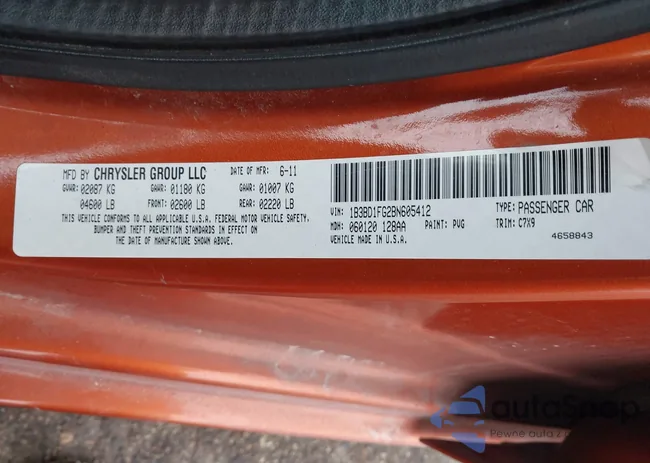 MFD BY CHRYSLER GROUP LLC DATE OF MFR: 6-11
GVWR: 02087 KG GAWR: 01180 KG GAWR: 01007 KG
04600 LB FRONT: 02600 LB REAR: 02220 LB
THIS VEHICLE CONFORMS TO ALL APPLICABLE U.S.A. FEDERAL MOTOR VEHICLE SAFETY,
BUMPER AND THEFT PREVENTION STANDARDS IN EFFECT ON
THE DATE OF MANUFACTURE SHOWN ABOVE.
VIN: 1B3BD1FG2BN605412 TYPE: PASSENGER CAR
MDH: 060120 128AA PAINT: PVG TRIM: C7X9
MADE IN U.S.A. 4658843
autoSnap
Pewne auta z